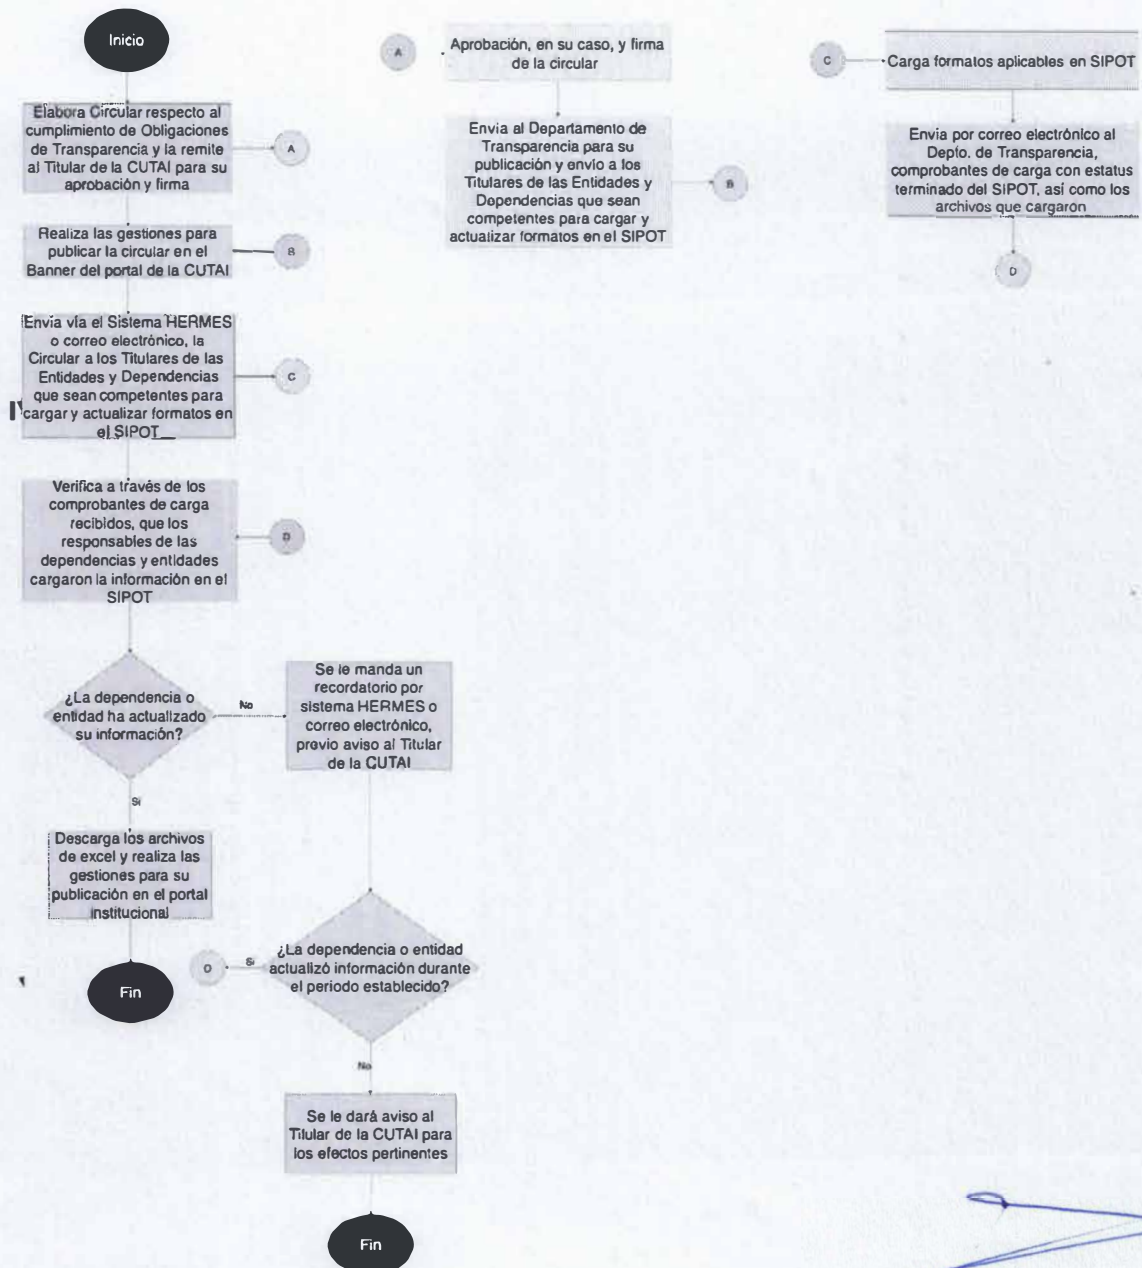 Inicio
Elabora Circular respecto al
cumplimiento de Obligaciones
de Transparencia y la remite
al Titular de la CUTAI para su
aprobación y firma
A
Realiza las gestiones para
publicar la circular en el
Banner del portal de la CUTAI
B
Envia vía el Sistema HERMES
o correo electrónico, la
Circular a los Titulares de las
Entidades y Dependencias
que sean competentes para
cargar y actualizar formatos en
el SIPOT
C
Verifica a través de los
comprobantes de carga
recibidos, que los
responsables de las
dependencias y entidades
cargaron la información en el
SIPOT
D
¿La dependencia o
entidad ha actualizado
su información?
No
Se le manda un
recordatorio por
sistema HERMES o
correo electrónico,
previo aviso al Titular
de la CUTAI
Si
Descarga los archivos
de excel y realiza las
gestiones para su
publicación en el portal
institucional
Fin
¿La dependencia o entidad
actualizó información durante
el periodo establecido?
Si
D
No
Se le dará aviso al
Titular de la CUTAI para
los efectos pertinentes
Fin
A
Aprobación, en su caso, y firma
de la circular
Envia al Departamento de
Transparencia para su
publicación y envio a los
Titulares de las Entidades y
Dependencias que sean
competentes para cargar y
actualizar formatos en el SIPOT
B
C
Carga formatos aplicables en SIPOT
Envia por correo electrónico al
Depto. de Transparencia,
comprobantes de carga con estatus
terminado del SIPOT, así como los
archivos que cargaron
D